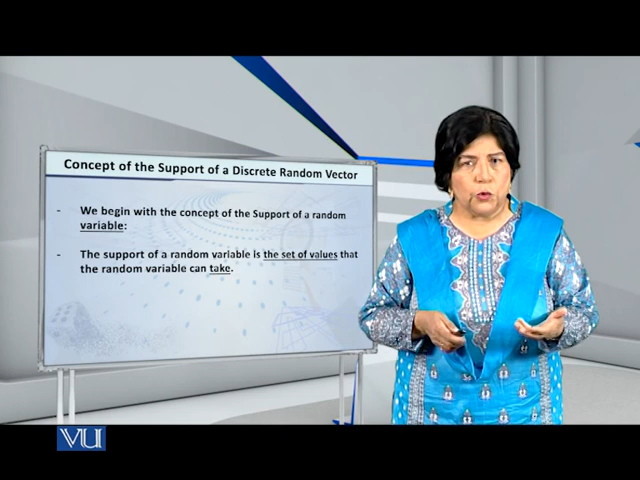 Concept of the Support of a Discrete Random Vector
- We begin with the concept of the Support of a random
variable:
- The support of a random variable is the set of values that
the random variable can take.
VU